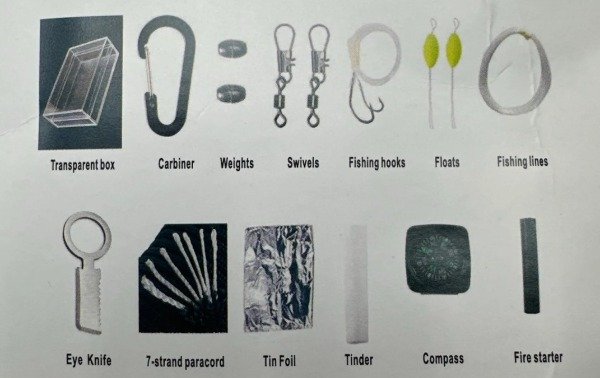 Transparent box
Carbiner
Weights
Swivels
Fishing hooks
Floats
Fishing lines
Eye Knife
7-strand paracord
Tin Foil
Tinder
Compass
Fire starter